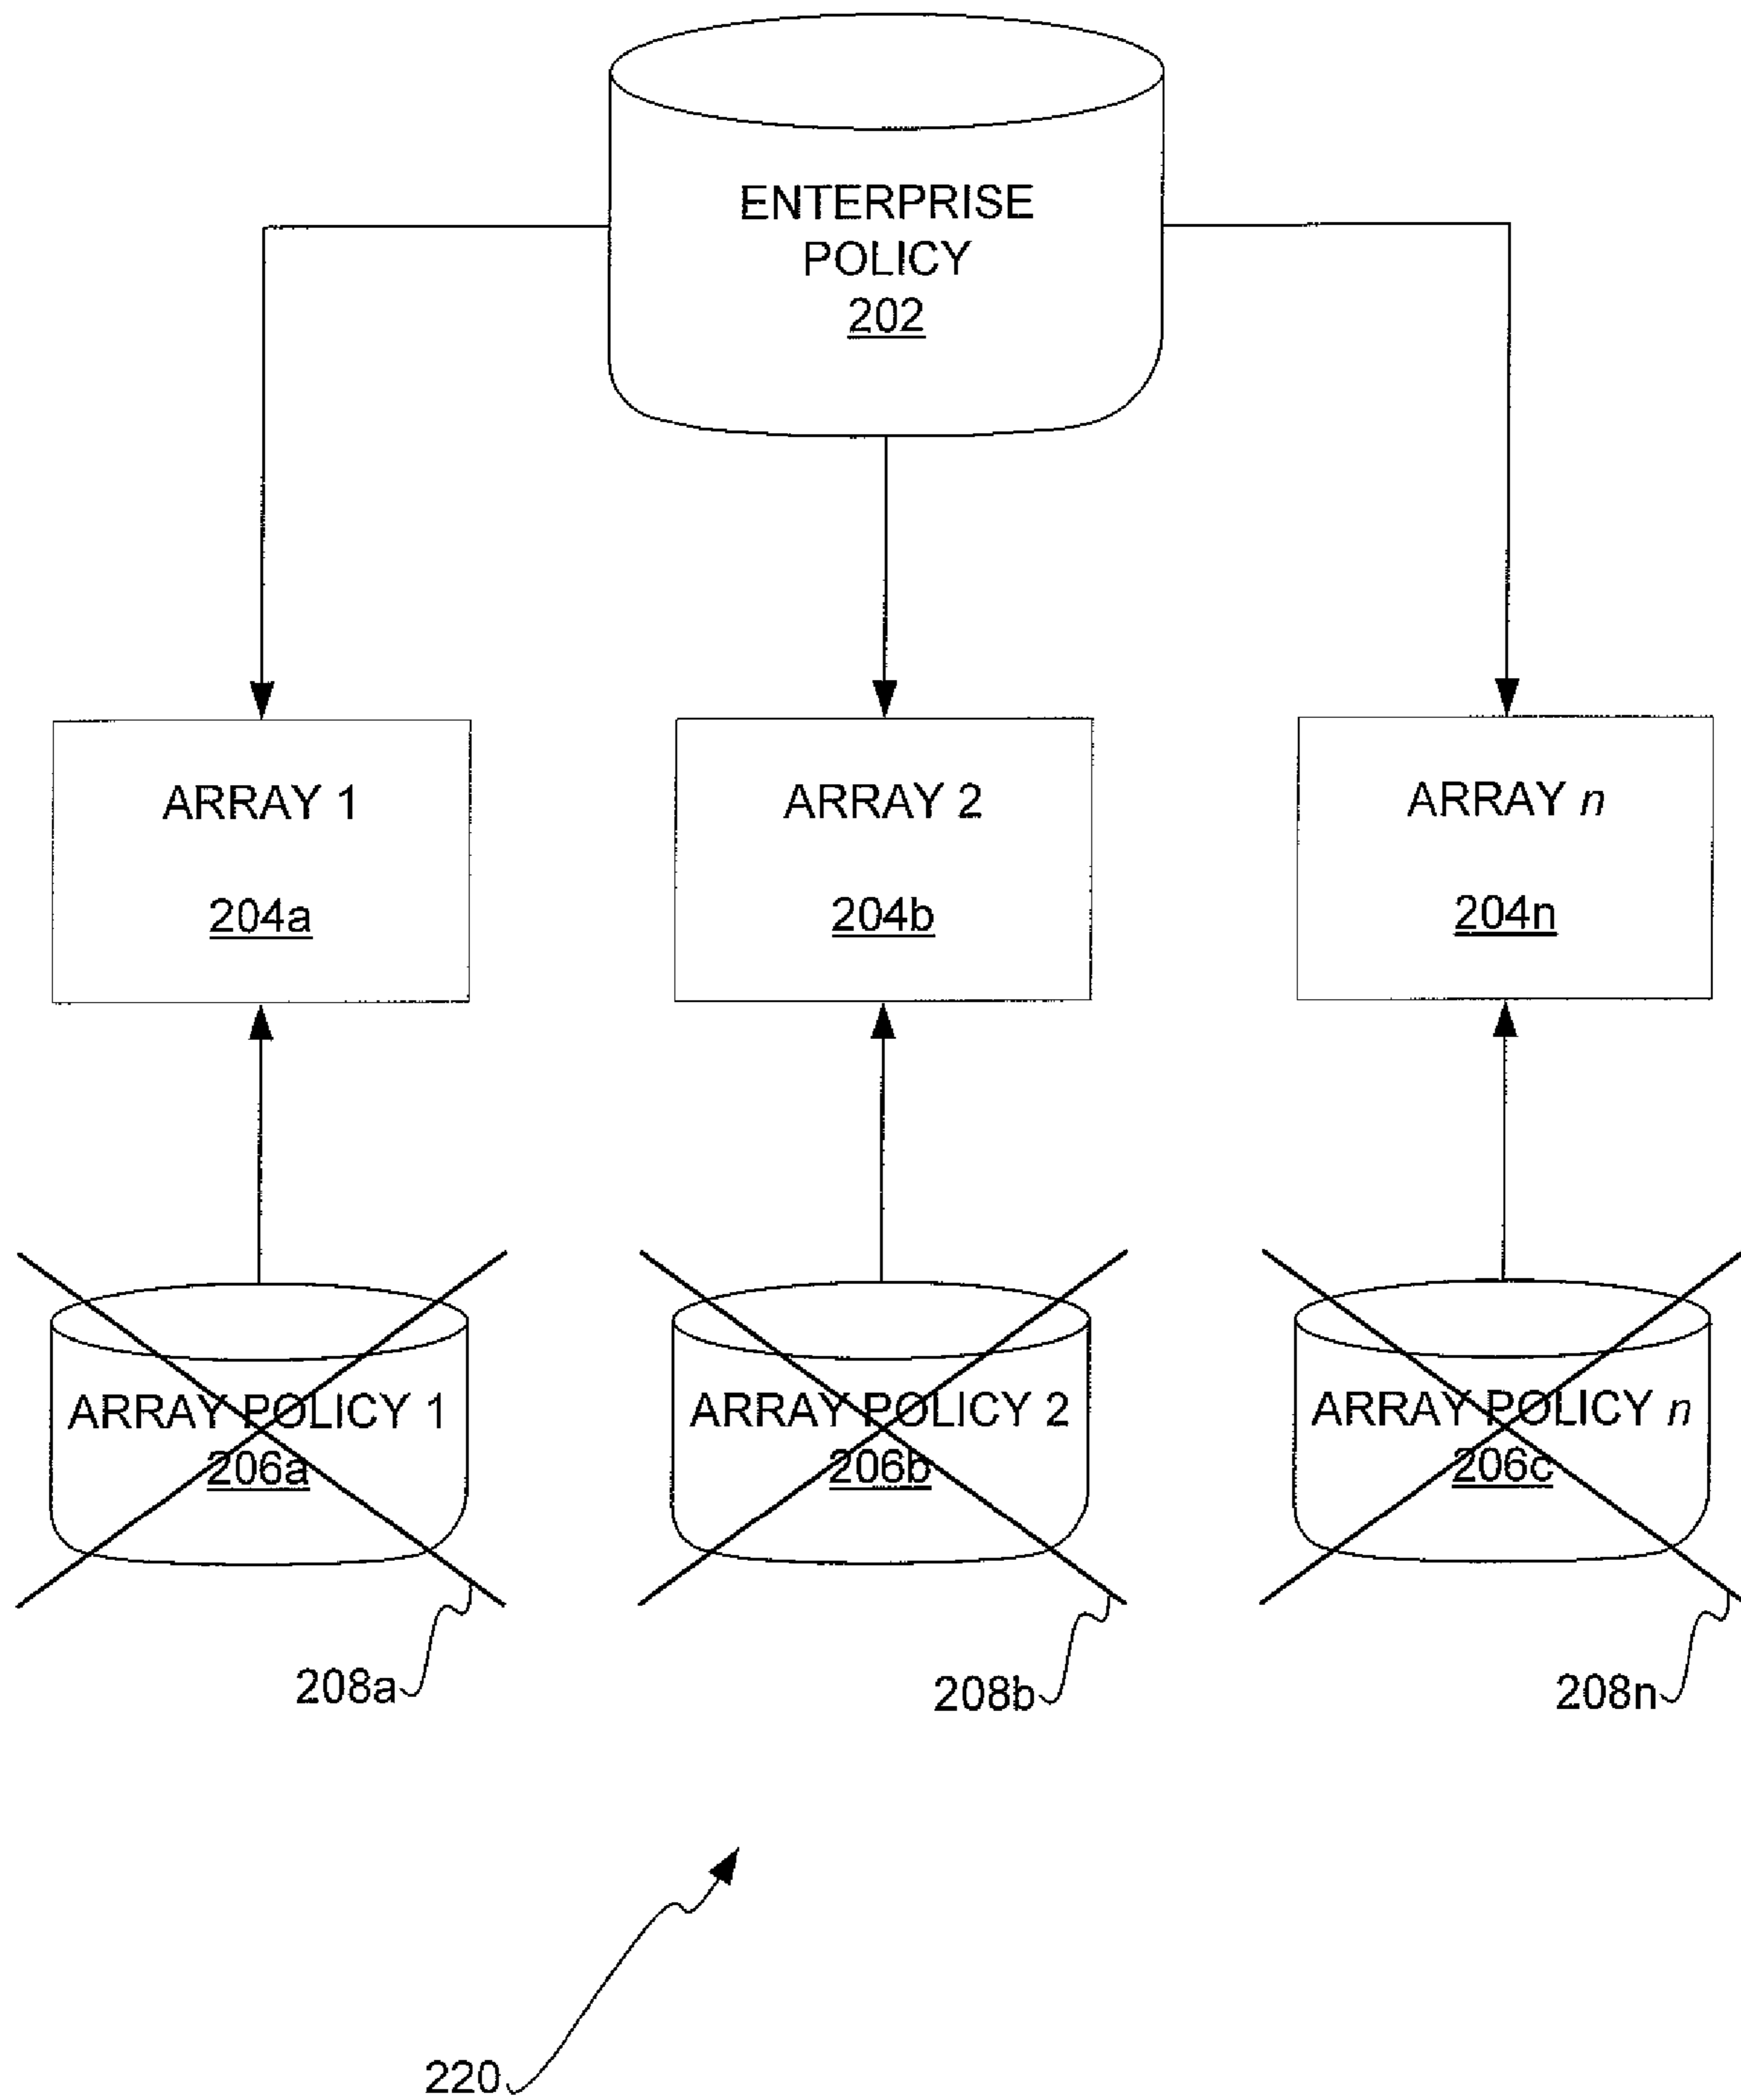 ENTERPRISE
POLICY
202
ARRAY 1
204a
ARRAY 2
204b
ARRAY n
204n
ARRAY POLICY 1
206a
ARRAY POLICY 2
206b
ARRAY POLICY n
206c
208a
208b
208n
220